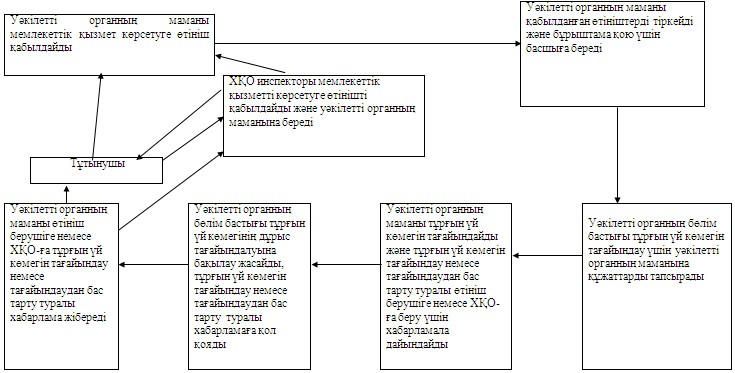 Уәкілетті органның маманы
мемлекеттік қызмет көрсетуге өтініш
қабылдайды
Уәкілетті органның маманы
қабылданған өтініштерді тіркейді
және бұрыштама қою үшін
басшыға береді
ХҚО инспекторы мемлекеттік
қызметті көрсетуге өтінішті
қабылдайды және уәкілетті органның
маманына береді
Тұтынушы
Уәкілетті органның
маманы өтініш
берушіге немесе
ХҚО-ға тұрғын үй
көмегін тағайындау
немесе
тағайындаудан бас
тарту туралы
хабарлама жібереді
Уәкілетті органның
бөлім бастығы тұрғын
үй көмегінің дұрыс
тағайындалуына
бақылау жасайды,
тұрғын үй көмегін
тағайындау немесе
тағайындаудан бас
тарту туралы
хабарламаға қол
қояды
Уәкілетті органның
маманы тұрғын үй
көмегін тағайындайды
және тұрғын үй көмегін
тағайындау немесе
тағайындаудан бас
тарту туралы өтініш
берушіге немесе ХҚО-
ға беру үшін
хабарламала
дайындайды
Уәкілетті органның бөлім
бастығы тұрғын үй көмегін
тағайындау үшін уәкілетті
органның маманына
құжаттарды тапсырады